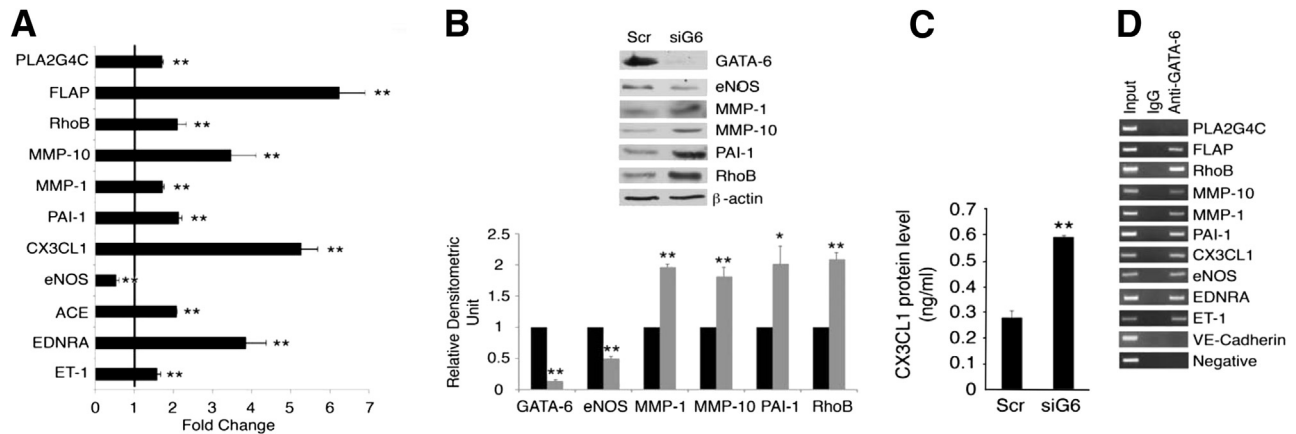 A
PLA2G4C
**
FLAP
**
RhoB
**
MMP-10
**
MMP-1
**
PAI-1
**
CX3CL1
**
eNOS
**
ACE
**
EDNRA
**
ET-1
**
0 1 2 3 4 5 6 7
Fold Change
B
Scr siG6
GATA-6
eNOS
MMP-1
MMP-10
PAI-1
RhoB
β-actin
Relative Densitometric
Unit
2.5
2
1.5
1
0.5
0
** ** ** ** * **
GATA-6 eNOS MMP-1 MMP-10 PAI-1 RhoB
C
CX3CL1 protein level
(ng/ml)
0.7
0.6
0.5
0.4
0.3
0.2
0.1
0
**
Scr siG6
D
Input
IgG
Anti-GATA-6
PLA2G4C
FLAP
RhoB
MMP-10
MMP-1
PAI-1
CX3CL1
eNOS
EDNRA
ET-1
VE-Cadherin
Negative